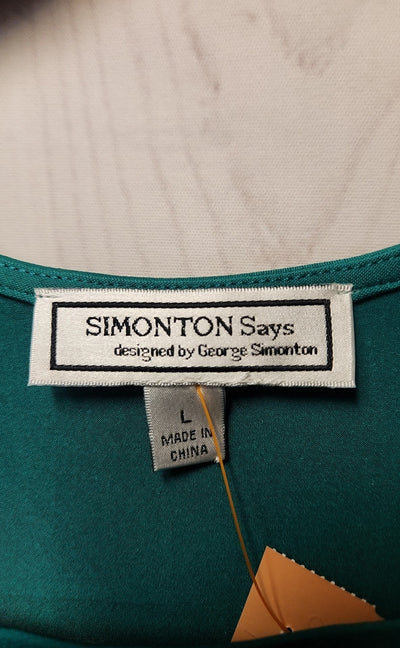 SIMONTON Says
designed by George Simonton
L
MADE IN
CHINA